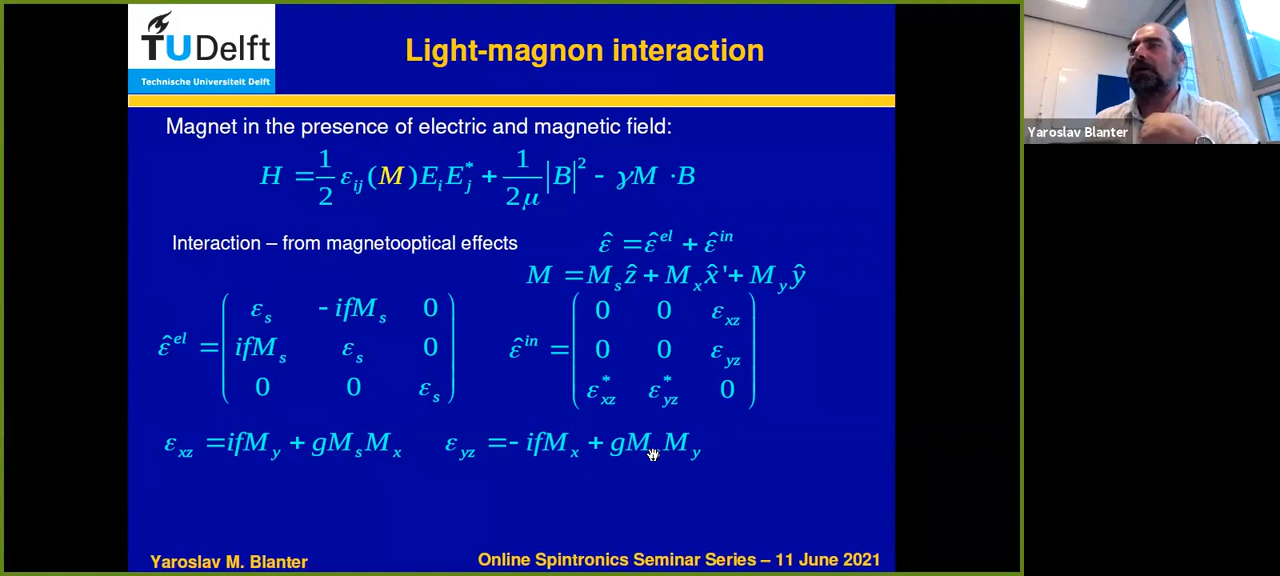 TU Delft
Technische Universiteit Delft
Light-magnon interaction
Magnet in the presence of electric and magnetic field:
H = 1/2 ε_ij (M) E_i E_j^* + 1/2μ |B|^2 - γM · B
Interaction – from magnetooptical effects
ε̂ = ε̂^el + ε̂^in
M = M_s ẑ + M_x x̂' + M_y ŷ
ε̂^el = ( ε_s  - ifM_s  0
ifM_s  ε_s  0
0  0  ε_s )
ε̂^in = ( 0  0  ε_xz
0  0  ε_yz
ε_xz^*  ε_yz^*  0 )
ε_xz = ifM_y + gM_s M_x
ε_yz = - ifM_x + gM_s M_y
Yaroslav M. Blanter
Online Spintronics Seminar Series – 11 June 2021
Yaroslav Blanter